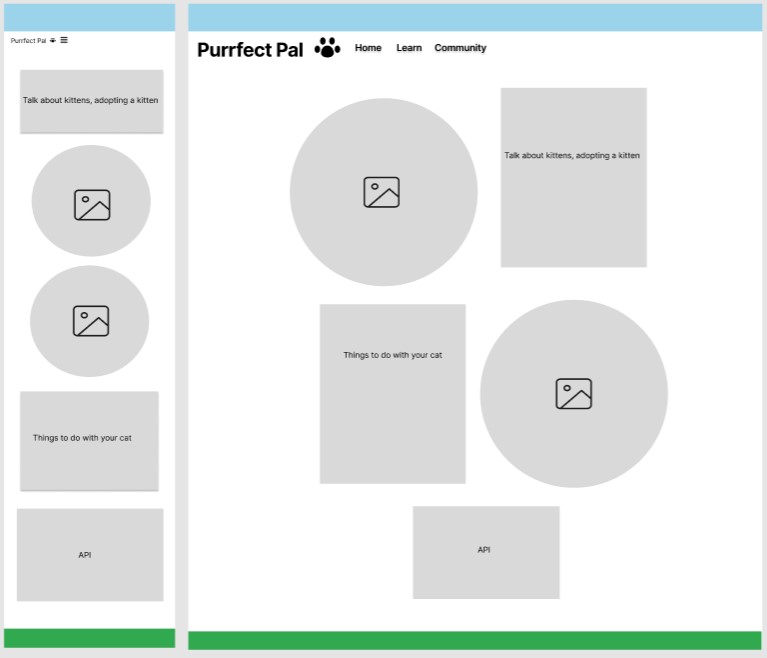 Purrfect Pal
Talk about kittens, adopting a kitten
Things to do with your cat
API
Purrfect Pal Home Learn Community
Talk about kittens, adopting a kitten
Things to do with your cat
API